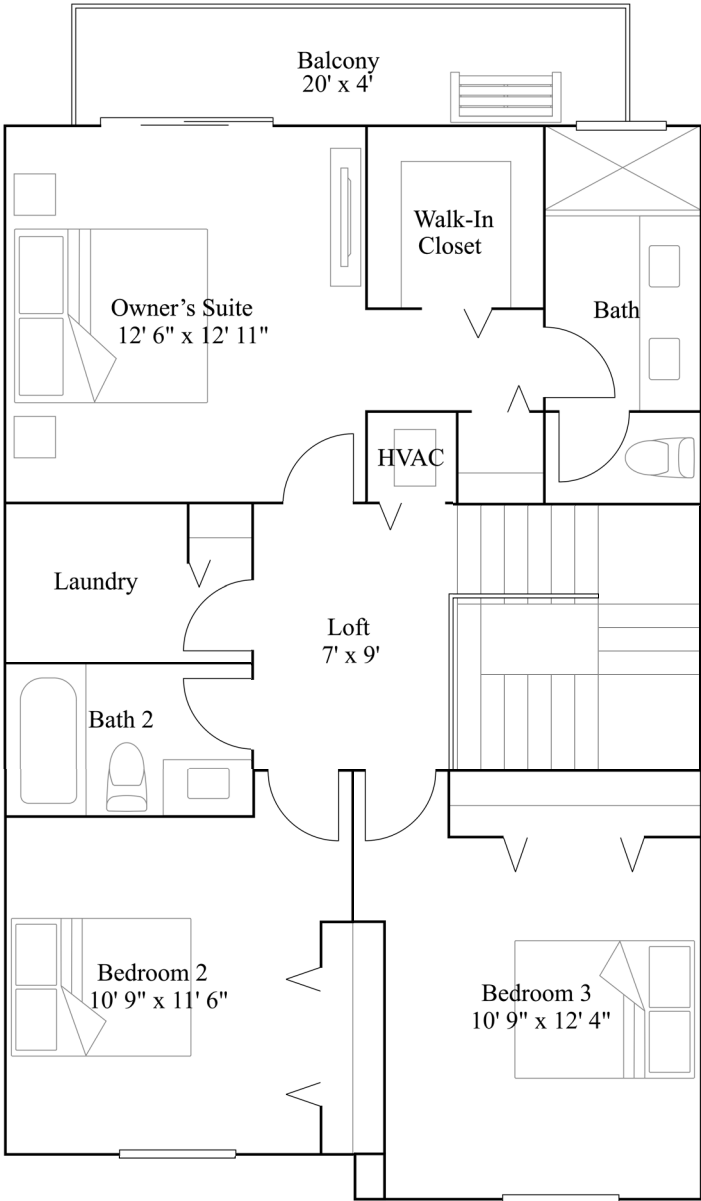 Balcony
20' x 4'
Walk-In
Closet
Owner’s Suite
12' 6" x 12' 11"
Bath
HVAC
Laundry
Loft
7' x 9'
Bath 2
Bedroom 2
10' 9" x 11' 6"
Bedroom 3
10' 9" x 12' 4"